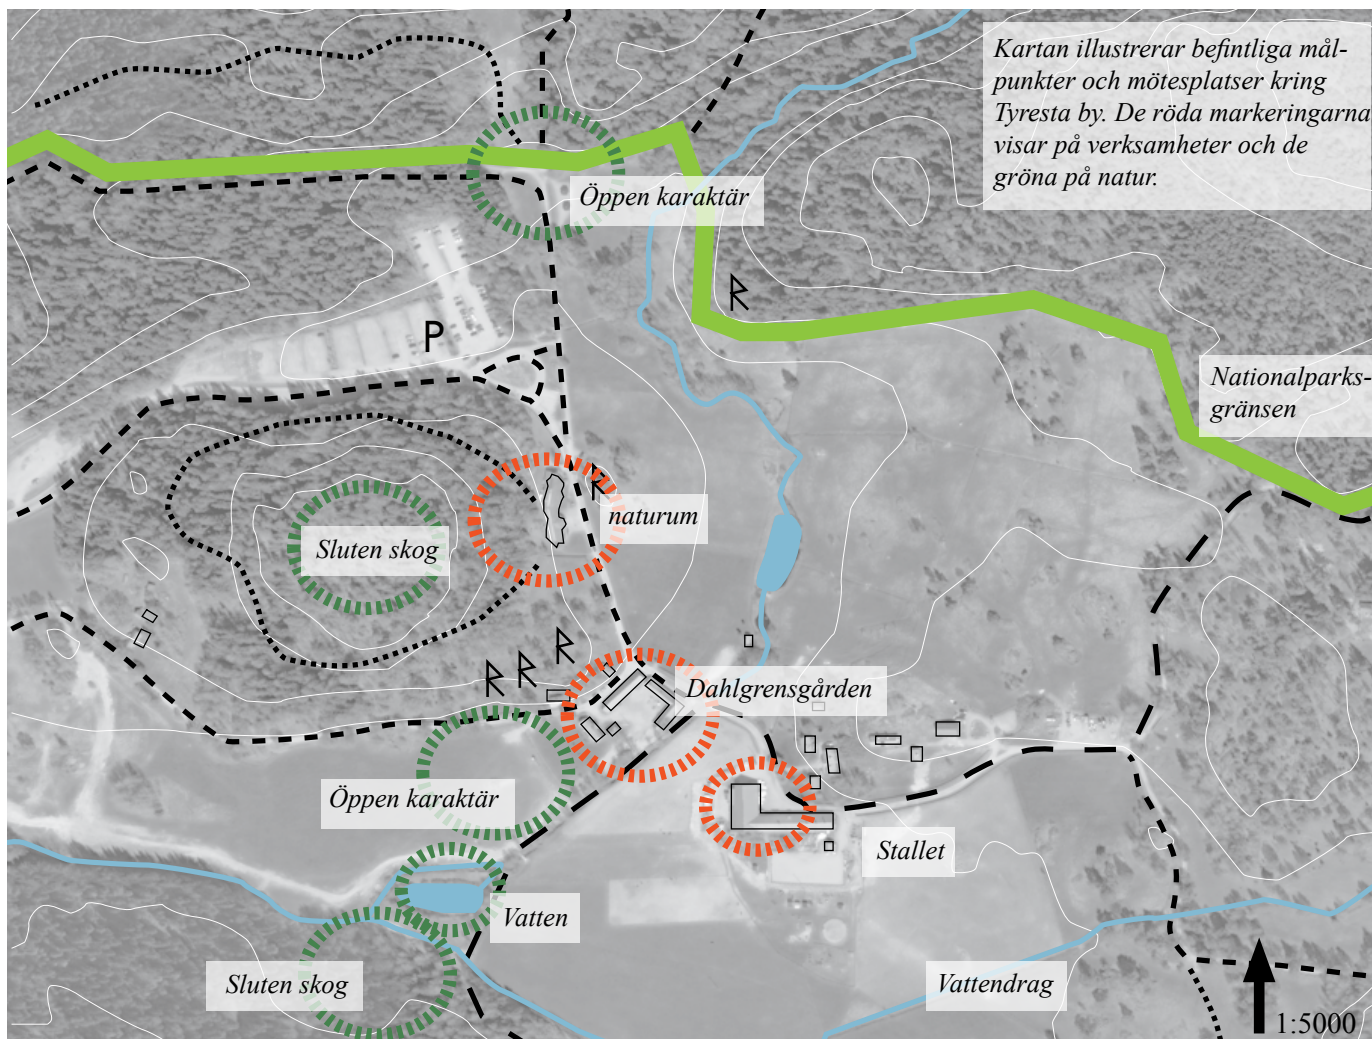 Kartan illustrerar befintliga mål-
punkter och mötesplatser kring
Tyresta by. De röda markeringarna
visar på verksamheter och de
gröna på natur.
Öppen karaktär
P
Nationalparks-
gränsen
naturum
Sluten skog
Dahlgrensgården
Öppen karaktär
Stallet
Vatten
Sluten skog
Vattendrag
1:5000